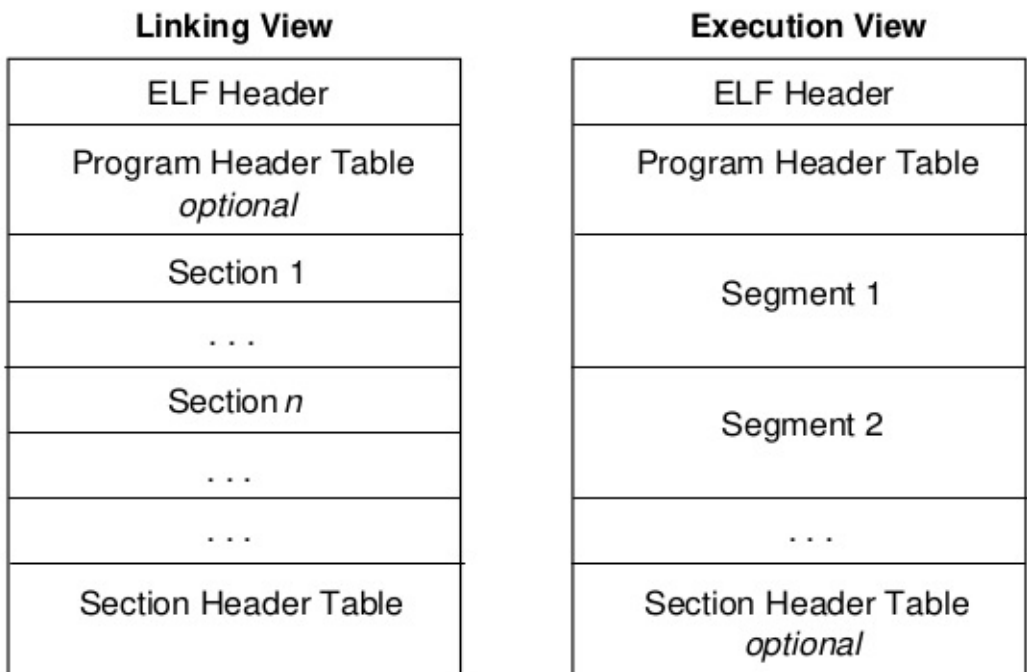 Linking View
ELF Header
Program Header Table
optional
Section 1
. . .
Section n
. . .
. . .
Section Header Table
Execution View
ELF Header
Program Header Table
Segment 1
Segment 2
. . .
Section Header Table
optional